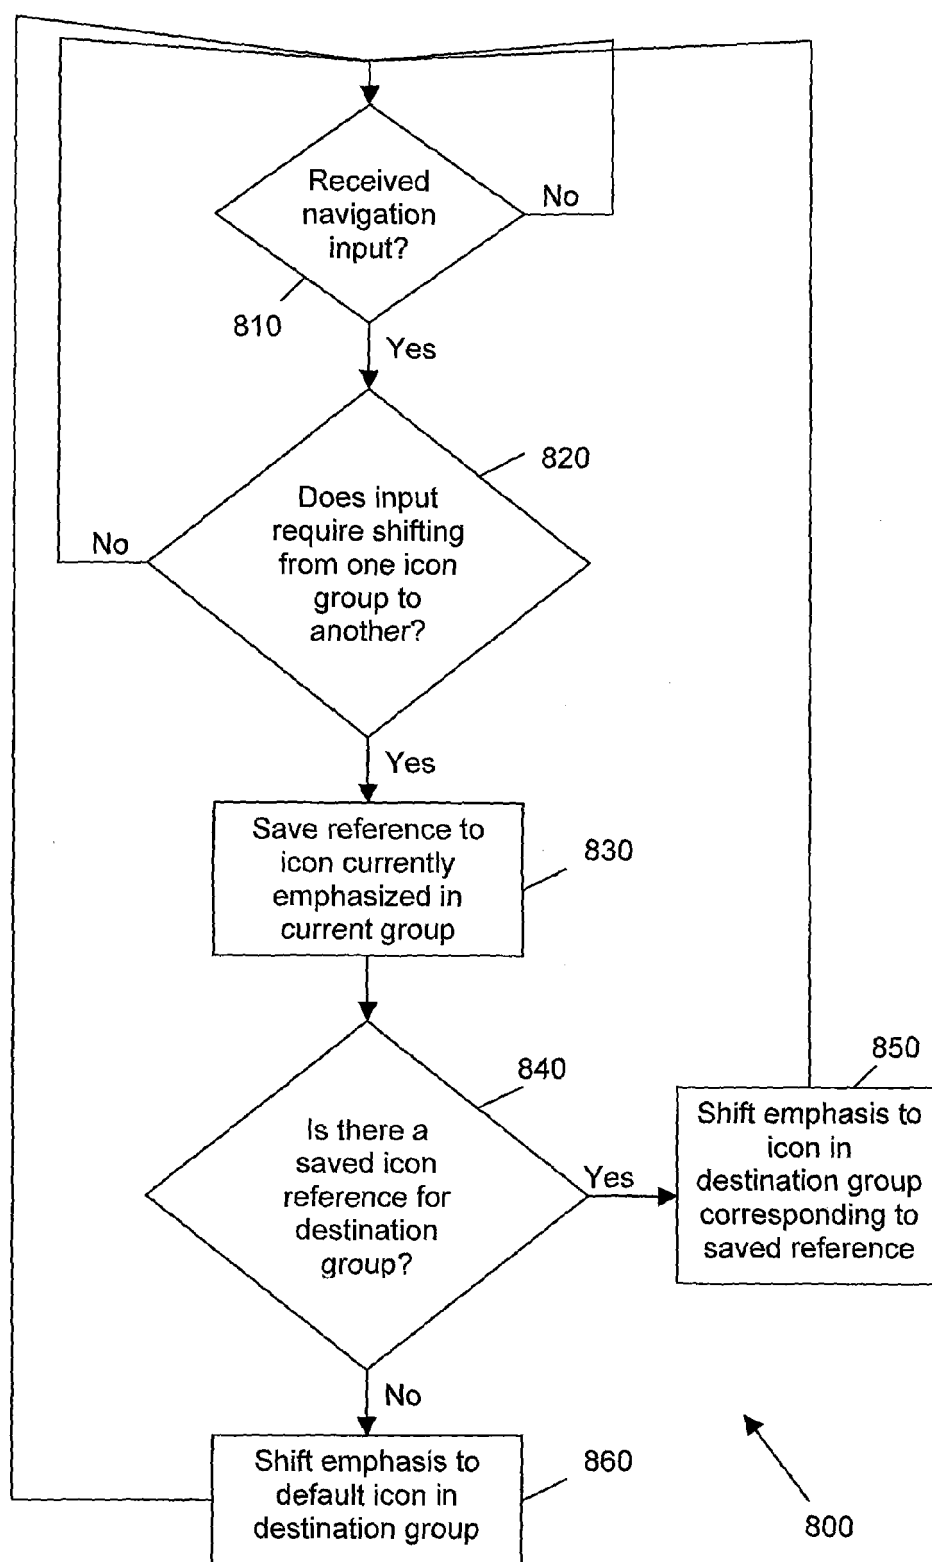 Received
navigation
input?
No
810
Yes
820
Does input
require shifting
from one icon
group to
another?
No
Yes
Save reference to
icon currently
emphasized in
current group
830
840
850
Is there a
saved icon
reference for
destination
group?
Yes
Shift emphasis to
icon in
destination group
corresponding to
saved reference
No
Shift emphasis to
default icon in
destination group
860
800